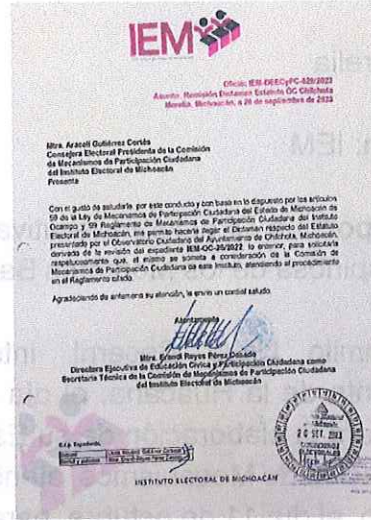 IEM
Oficio: IEM-DEECyPC-629/2023
Asunto: Remisión Dictamen Estatuto OC Chilchota
Morelia, Michoacán, a 26 de septiembre de 2023
Mtra. Araceli Gutiérrez Cortés
Consejera Electoral Presidenta de la Comisión
de Mecanismos de Participación Ciudadana
del Instituto Electoral de Michoacán
Presente
Con el gusto de saludarle, por este conducto y con base en lo dispuesto por los artículos
59 de la Ley de Mecanismos de Participación Ciudadana del Estado de Michoacán de
Ocampo y 59 Reglamento de Mecanismos de Participación Ciudadana del Instituto
Electoral de Michoacán, me permito hacerle llegar el Dictamen respecto del Estatuto
presentado por el Observatorio Ciudadano del Ayuntamiento de Chilchota, Michoacán,
derivado de la revisión del expediente IEM-OC-26/2022, lo anterior, para solicitarle
respetuosamente que, el mismo se someta a consideración de la Comisión de
Mecanismos de Participación Ciudadana de este Instituto, atendiendo al procedimiento
en el Reglamento citado.
Agradeciendo de antemano su atención, le envío un cordial saludo.
Atentamente
Mtra. Erandi Reyes Pérez Casado
Directora Ejecutiva de Educación Cívica y Participación Ciudadana como
Secretaria Técnica de la Comisión de Mecanismos de Participación Ciudadana
del Instituto Electoral de Michoacán
26 SET. 2023
C.c.p. Expediente.
INSTITUTO ELECTORAL DE MICHOACÁN